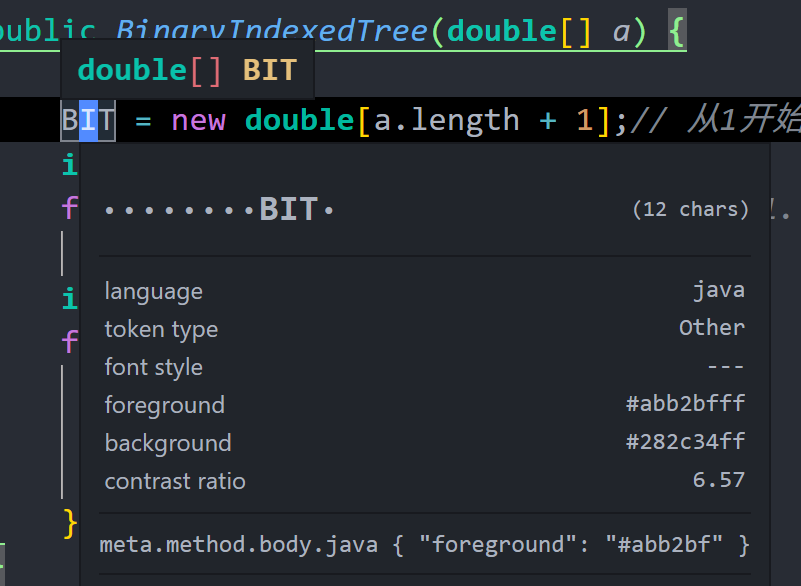 public BinaryIndexedTree(double[] a) {
double[] BIT
BIT = new double[a.length + 1];// 从1开始
i
f
········BIT· (12 chars)
i
f
language java
token type Other
font style ---
foreground #abb2bfff
background #282c34ff
contrast ratio 6.57
}
meta.method.body.java { "foreground": "#abb2bf" }